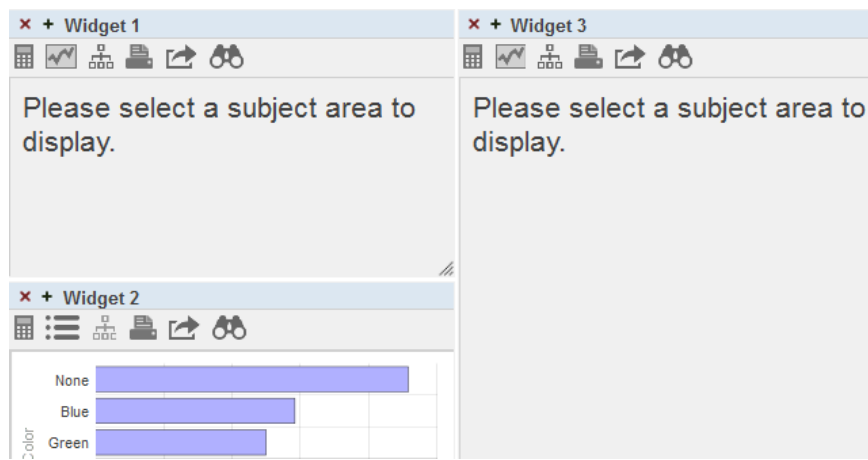 Widget 1
Please select a subject area to
display.
Widget 2
None
Blue
Green
Color
Widget 3
Please select a subject area to
display.